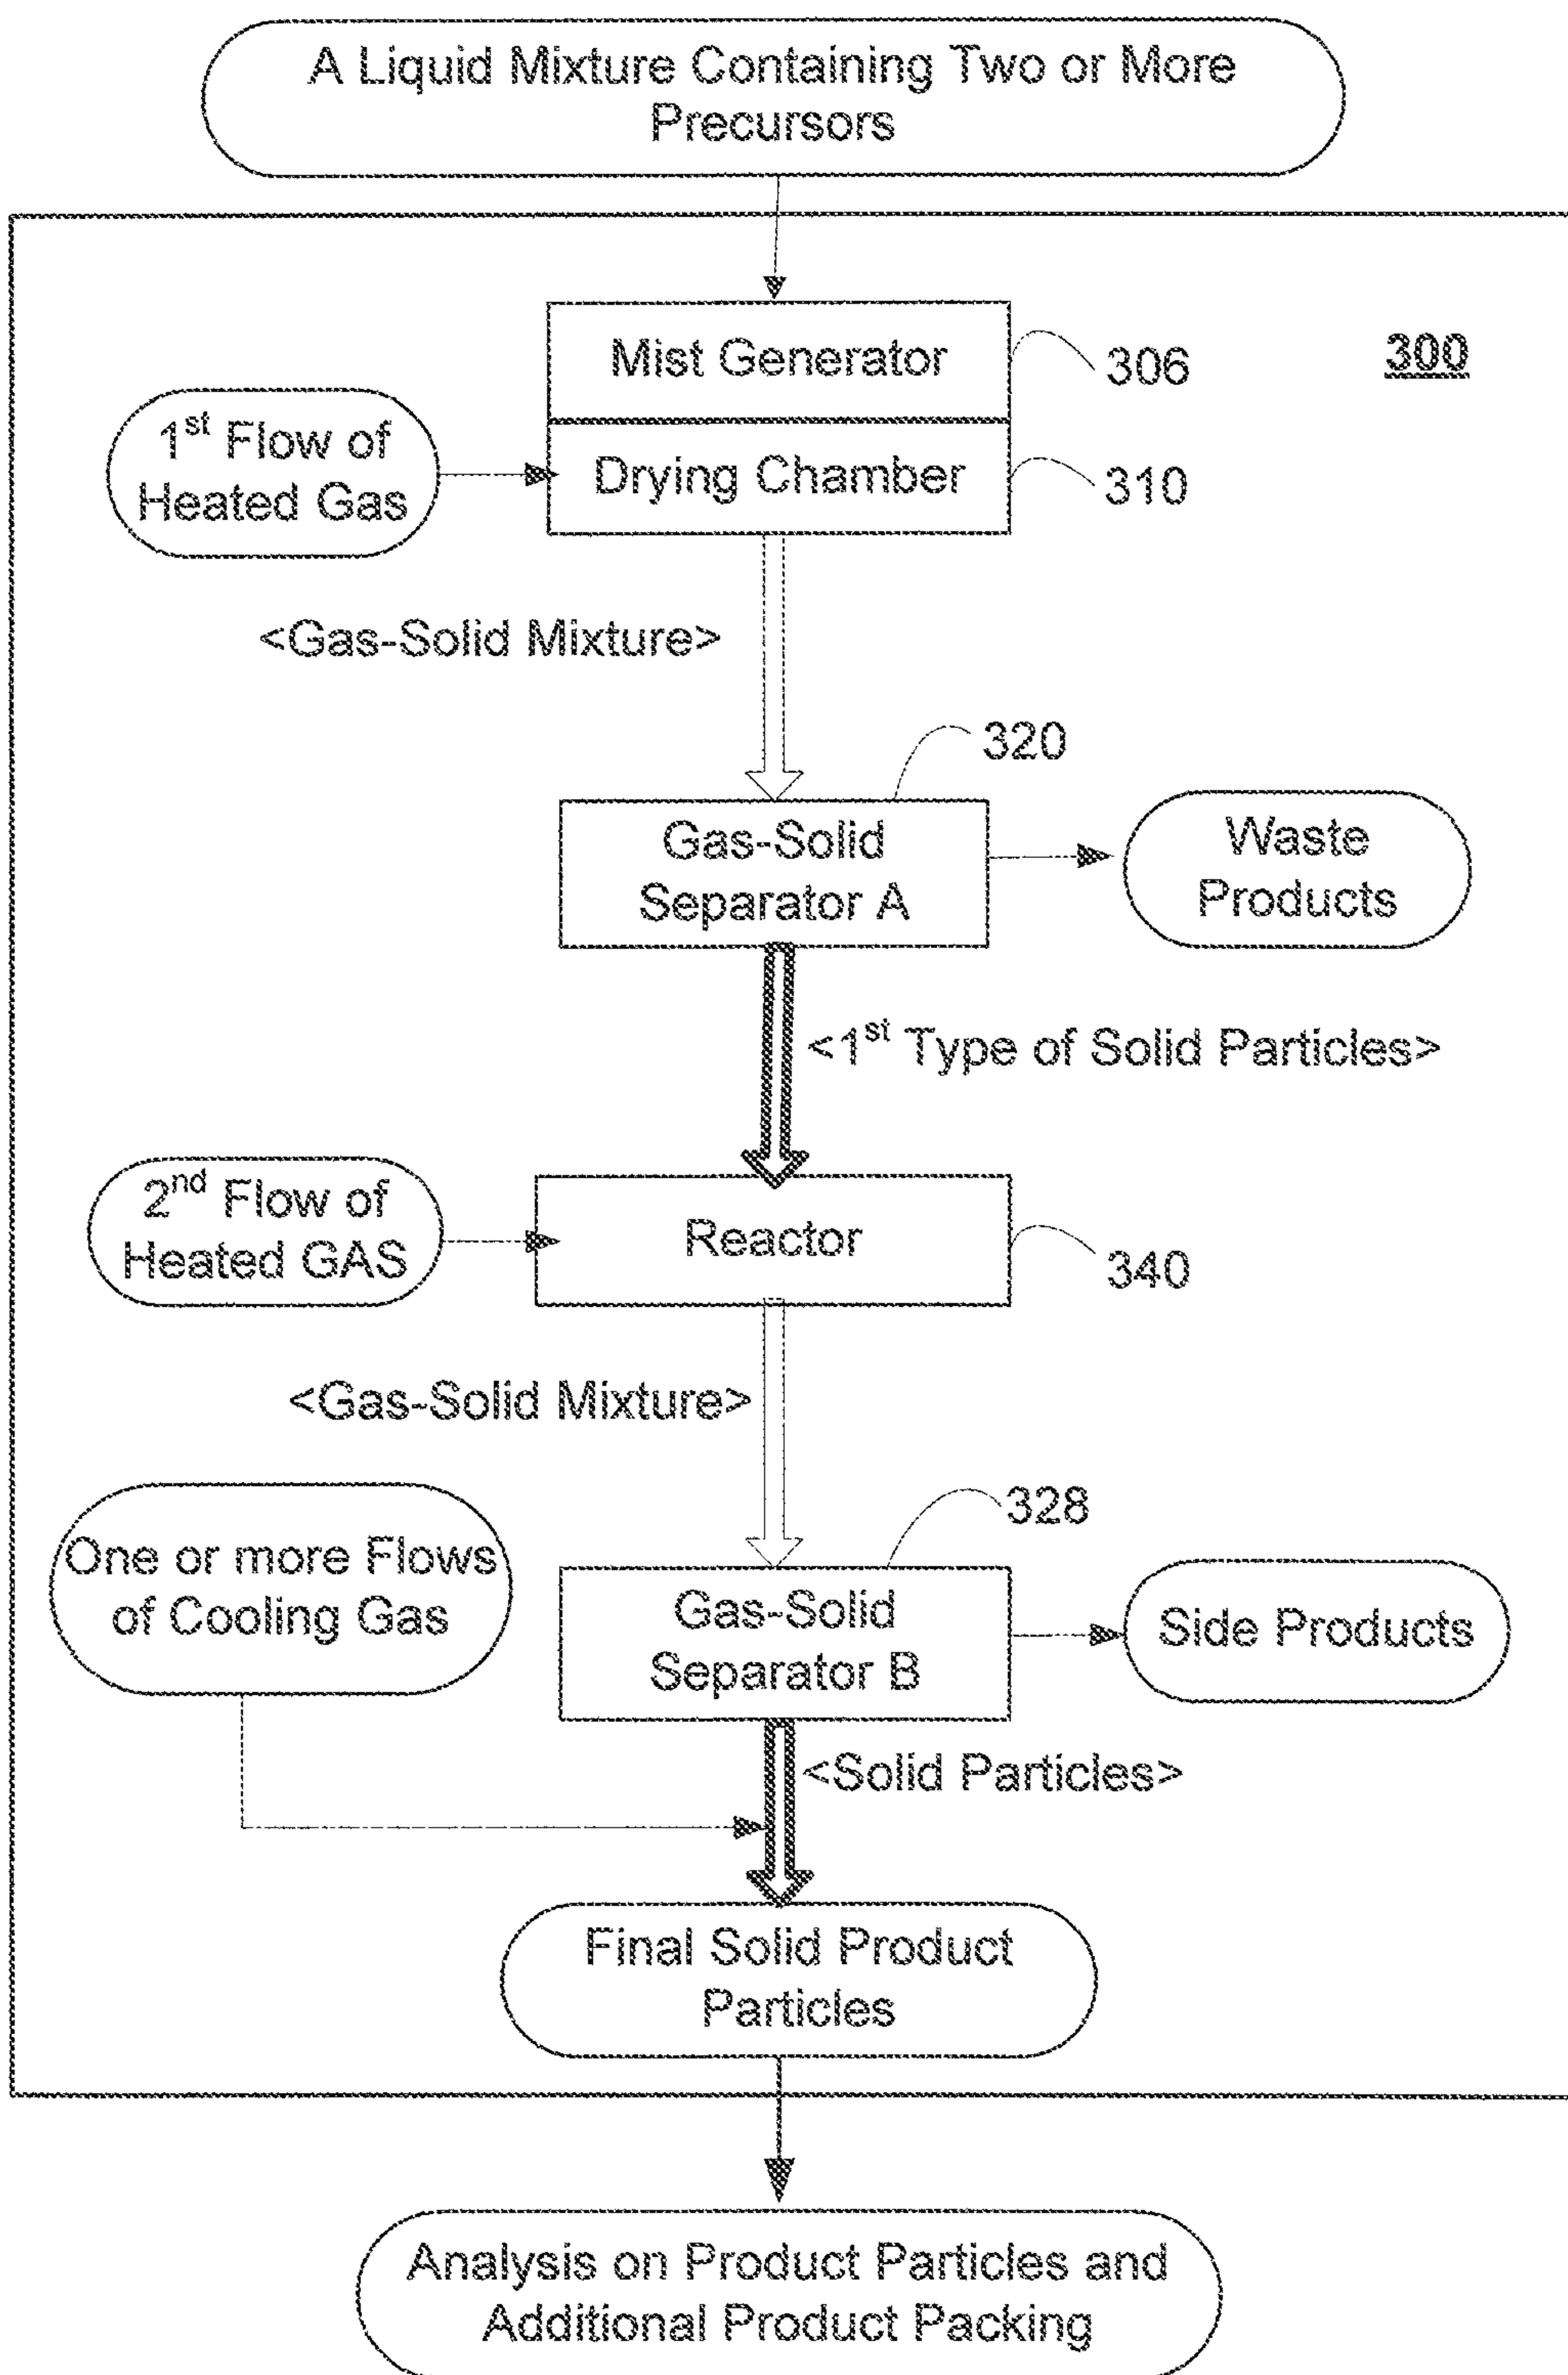 A Liquid Mixture Containing Two or More
Precursors
Mist Generator
306
300
1st Flow of
Heated Gas
Drying Chamber
310
<Gas-Solid Mixture>
320
Gas-Solid
Separator A
Waste
Products
<1st Type of Solid Particles>
2nd Flow of
Heated GAS
Reactor
340
<Gas-Solid Mixture>
328
One or more Flows
of Cooling Gas
Gas-Solid
Separator B
Side Products
<Solid Particles>
Final Solid Product
Particles
Analysis on Product Particles and
Additional Product Packing